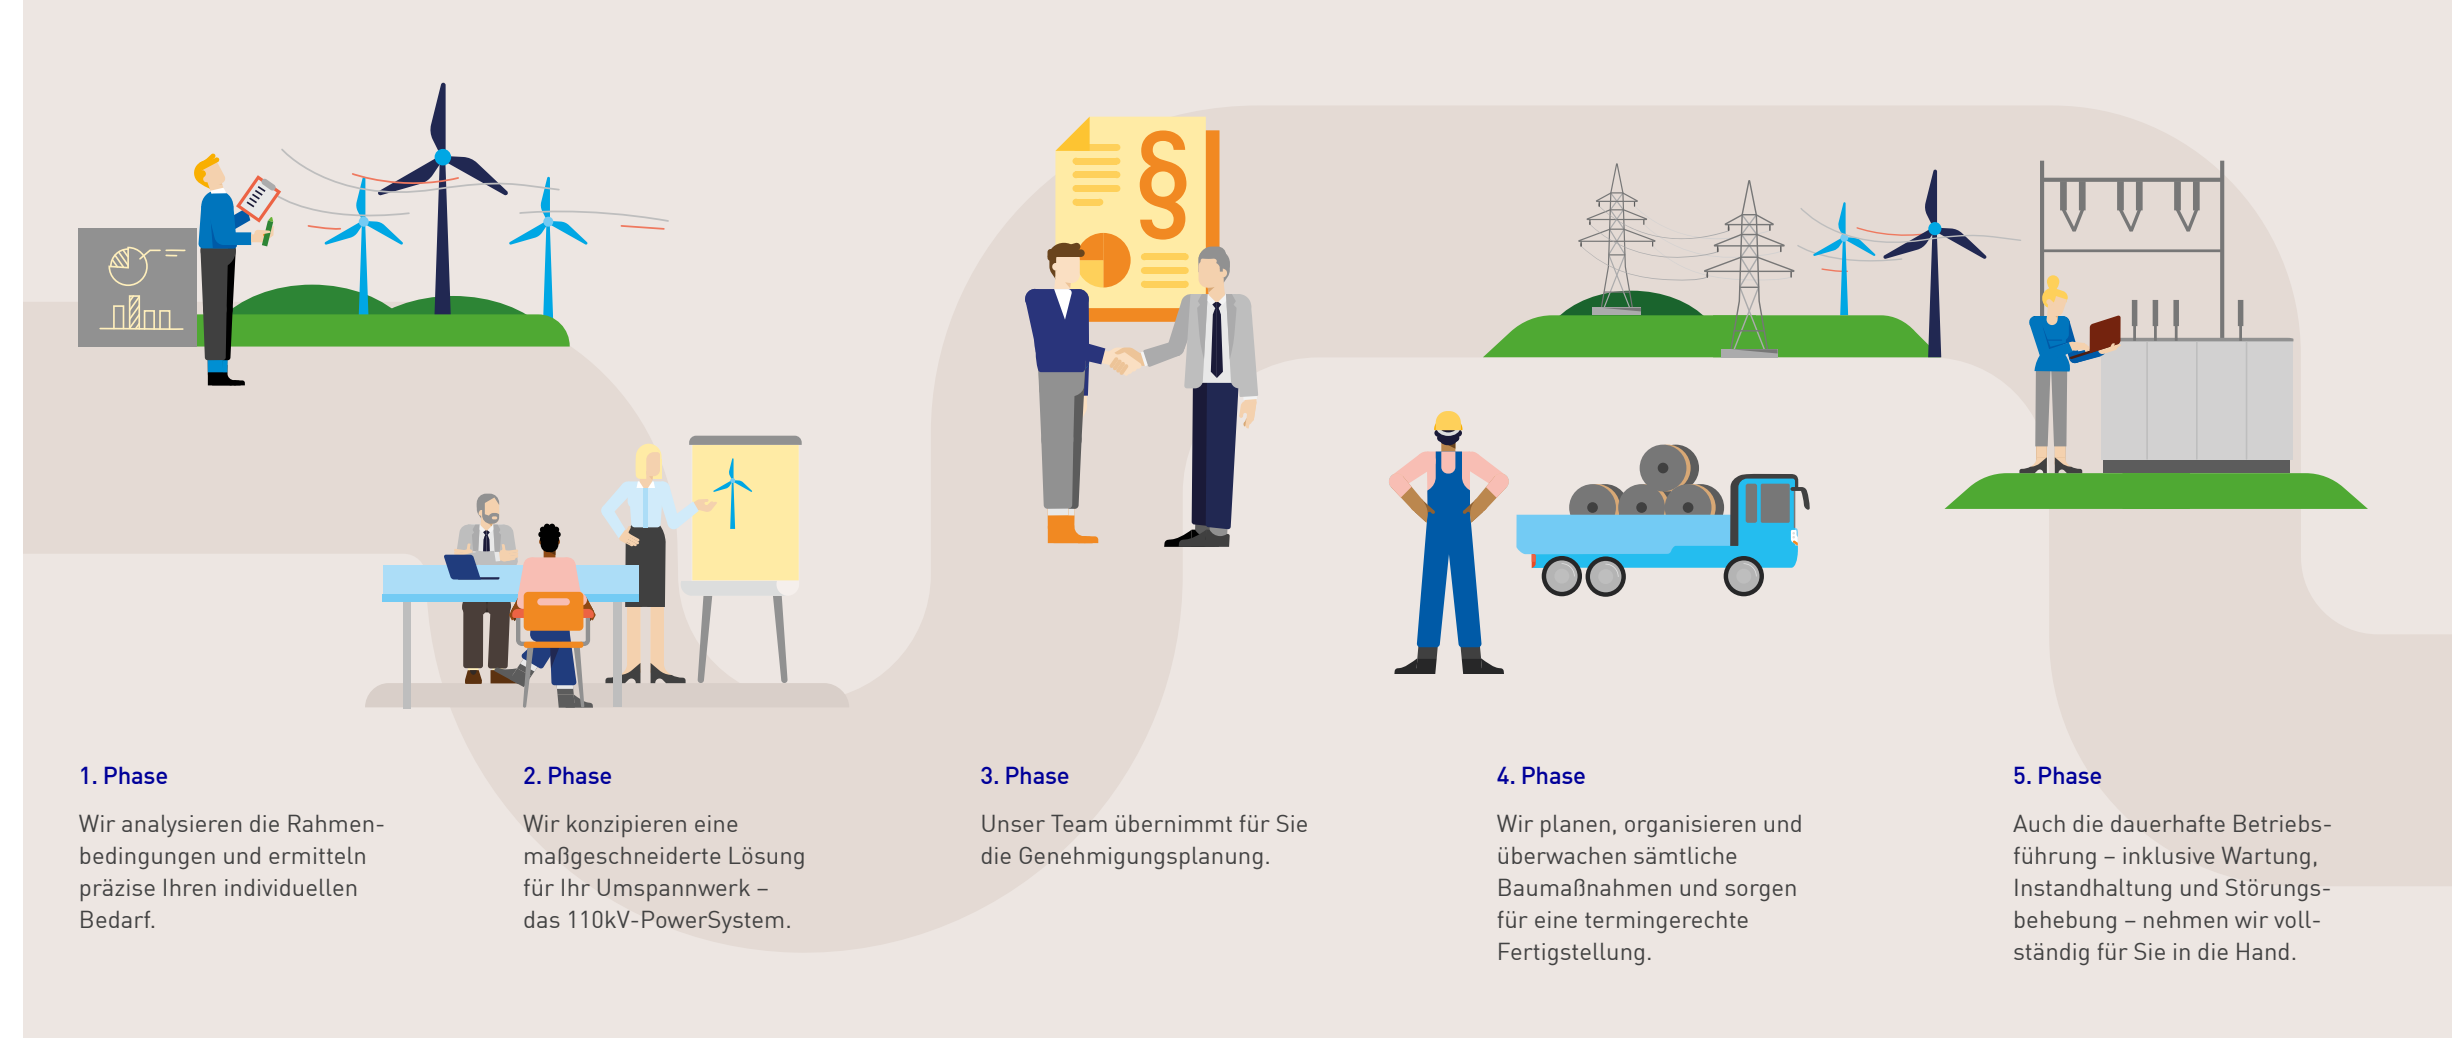 §
1. Phase
Wir analysieren die Rahmen-
bedingungen und ermitteln
präzise Ihren individuellen
Bedarf.
2. Phase
Wir konzipieren eine
maßgeschneiderte Lösung
für Ihr Umspannwerk –
das 110kV-PowerSystem.
3. Phase
Unser Team übernimmt für Sie
die Genehmigungsplanung.
4. Phase
Wir planen, organisieren und
überwachen sämtliche
Baumaßnahmen und sorgen
für eine termingerechte
Fertigstellung.
5. Phase
Auch die dauerhafte Betriebs-
führung – inklusive Wartung,
Instandhaltung und Störungs-
behebung – nehmen wir voll-
ständig für Sie in die Hand.